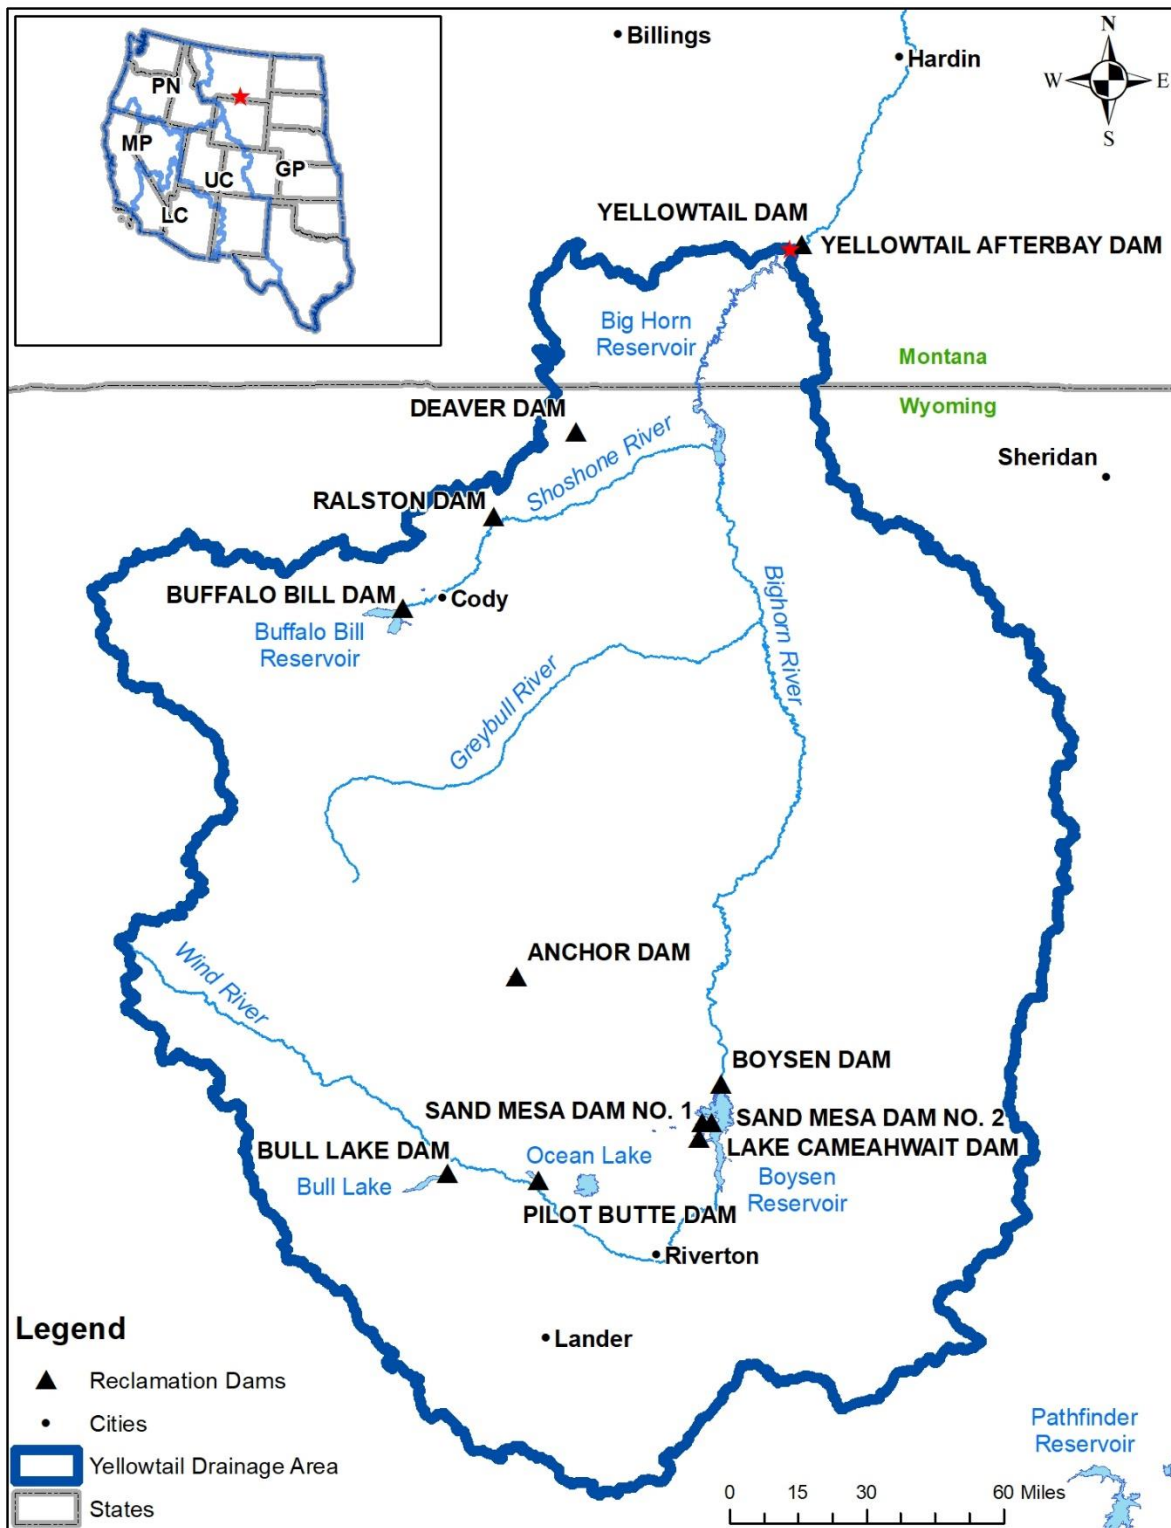 PN
MP
UC
GP
LC
Billings
Hardin
N
W
E
S
YELLOWTAIL DAM
YELLOWTAIL AFTERBAY DAM
Big Horn
Reservoir
Montana
Wyoming
DEAVER DAM
Shoshone River
Sheridan
RALSTON DAM
BUFFALO BILL DAM
Cody
Buffalo Bill
Reservoir
Bighorn River
Greybull River
Wind River
ANCHOR DAM
BOYSEN DAM
SAND MESA DAM NO. 1
SAND MESA DAM NO. 2
LAKE CAMEAHWAIT DAM
BULL LAKE DAM
Ocean Lake
Bull Lake
Boysen
Reservoir
PILOT BUTTE DAM
Riverton
Lander
Legend
Reclamation Dams
Cities
Yellowtail Drainage Area
States
Pathfinder
Reservoir
0 15 30 60 Miles